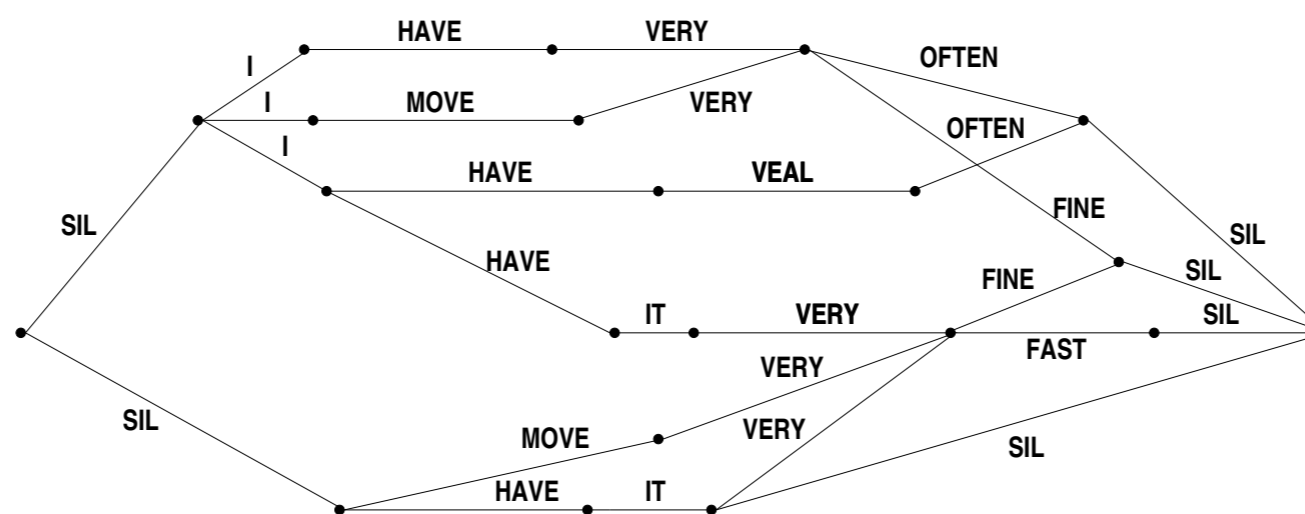 HAVE VERY
OFTEN
I
I MOVE VERY
OFTEN
I
HAVE VEAL
FINE
SIL
SIL
HAVE
SIL
FINE
IT VERY SIL
FAST
VERY
SIL
MOVE VERY
SIL
HAVE IT